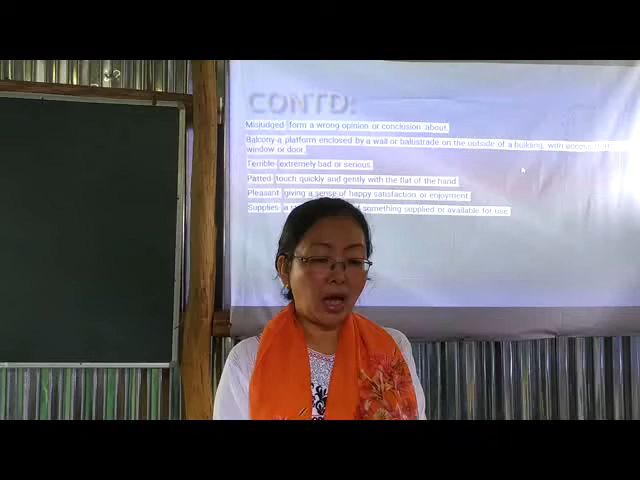 CONTD:
Misjudged- form a wrong opinion or conclusion about.
Balcony-a platform enclosed by a wall or balustrade on the outside of a building, with access
window or door.
Terrible-extremely bad or serious.
Patted- touch quickly and gently with the flat of the hand.
Pleasant- giving a sense of happy satisfaction or enjoyment.
Supplies- a of something supplied or available for use.